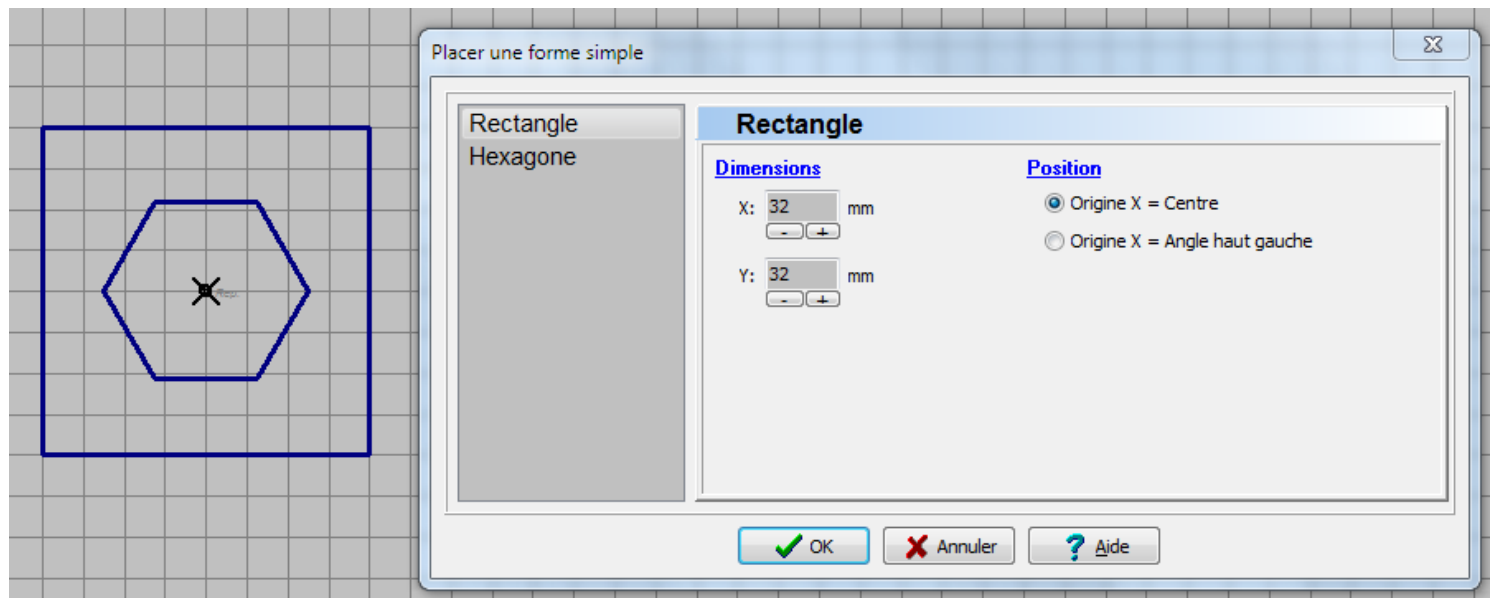 Placer une forme simple
Rectangle
Hexagone
Rectangle
Dimensions
X: 32 mm
- +
Y: 32 mm
- +
Position
Origine X = Centre
Origine X = Angle haut gauche
OK
Annuler
? Aide